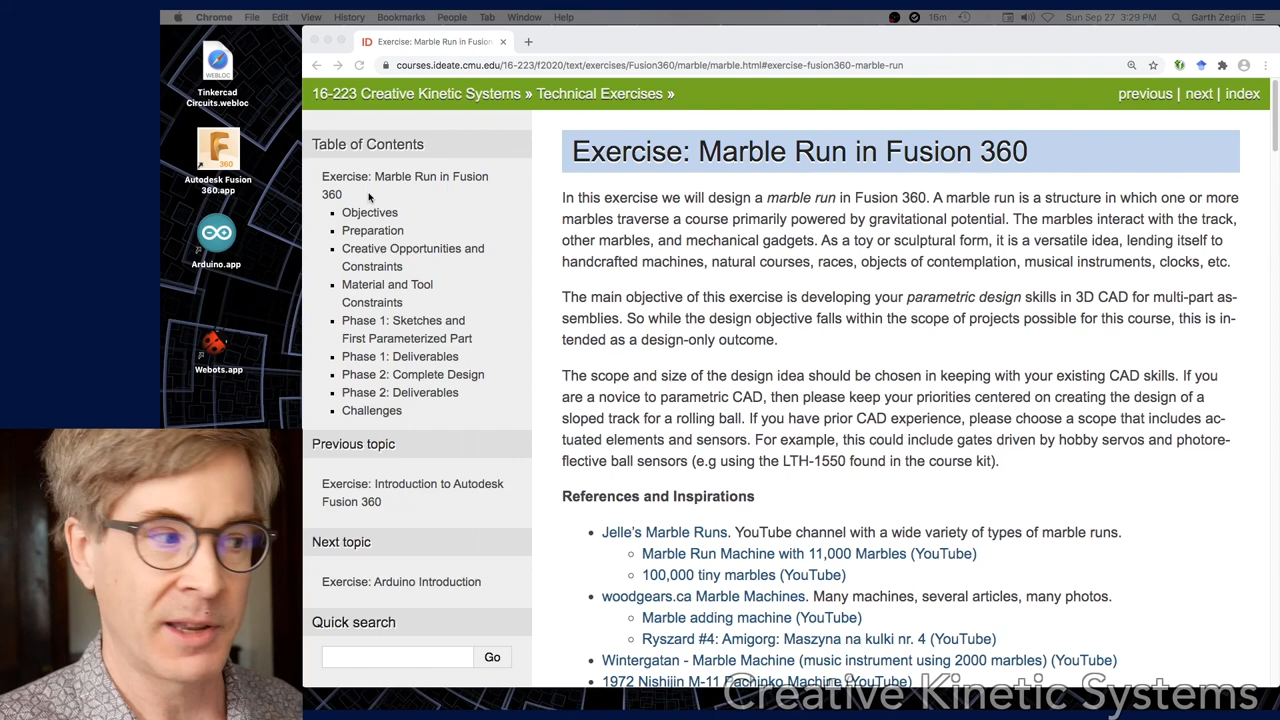 Chrome File Edit View History Bookmarks People Tab Window Help 15m Sun Sep 27 3:29 PM Garth Zeglin
Exercise: Marble Run in Fusion
courses.ideate.cmu.edu/16-223/f2020/text/exercises/Fusion360/marble/marble.html#exercise-fusion360-marble-run
WEBLOC
Tinkercad
Circuits.webloc
360
Autodesk Fusion
360.app
Arduino.app
Webots.app
16-223 Creative Kinetic Systems » Technical Exercises » previous | next | index
Table of Contents
Exercise: Marble Run in Fusion
360
Objectives
Preparation
Creative Opportunities and
Constraints
Material and Tool
Constraints
Phase 1: Sketches and
First Parameterized Part
Phase 1: Deliverables
Phase 2: Complete Design
Phase 2: Deliverables
Challenges
Previous topic
Exercise: Introduction to Autodesk
Fusion 360
Next topic
Exercise: Arduino Introduction
Quick search
Go
Exercise: Marble Run in Fusion 360
In this exercise we will design a marble run in Fusion 360. A marble run is a structure in which one or more
marbles traverse a course primarily powered by gravitational potential. The marbles interact with the track,
other marbles, and mechanical gadgets. As a toy or sculptural form, it is a versatile idea, lending itself to
handcrafted machines, natural courses, races, objects of contemplation, musical instruments, clocks, etc.
The main objective of this exercise is developing your parametric design skills in 3D CAD for multi-part as-
semblies. So while the design objective falls within the scope of projects possible for this course, this is in-
tended as a design-only outcome.
The scope and size of the design idea should be chosen in keeping with your existing CAD skills. If you
are a novice to parametric CAD, then please keep your priorities centered on creating the design of a
sloped track for a rolling ball. If you have prior CAD experience, please choose a scope that includes ac-
tuated elements and sensors. For example, this could include gates driven by hobby servos and photore-
flective ball sensors (e.g using the LTH-1550 found in the course kit).
References and Inspirations
Jelle's Marble Runs. YouTube channel with a wide variety of types of marble runs.
Marble Run Machine with 11,000 Marbles (YouTube)
100,000 tiny marbles (YouTube)
woodgears.ca Marble Machines. Many machines, several articles, many photos.
Marble adding machine (YouTube)
Ryszard #4: Amigorg: Maszyna na kulki nr. 4 (YouTube)
Wintergatan - Marble Machine (music instrument using 2000 marbles) (YouTube)
1972 Nishijin M-11 Pachinko Machine (YouTube)
Creative Kinetic Systems